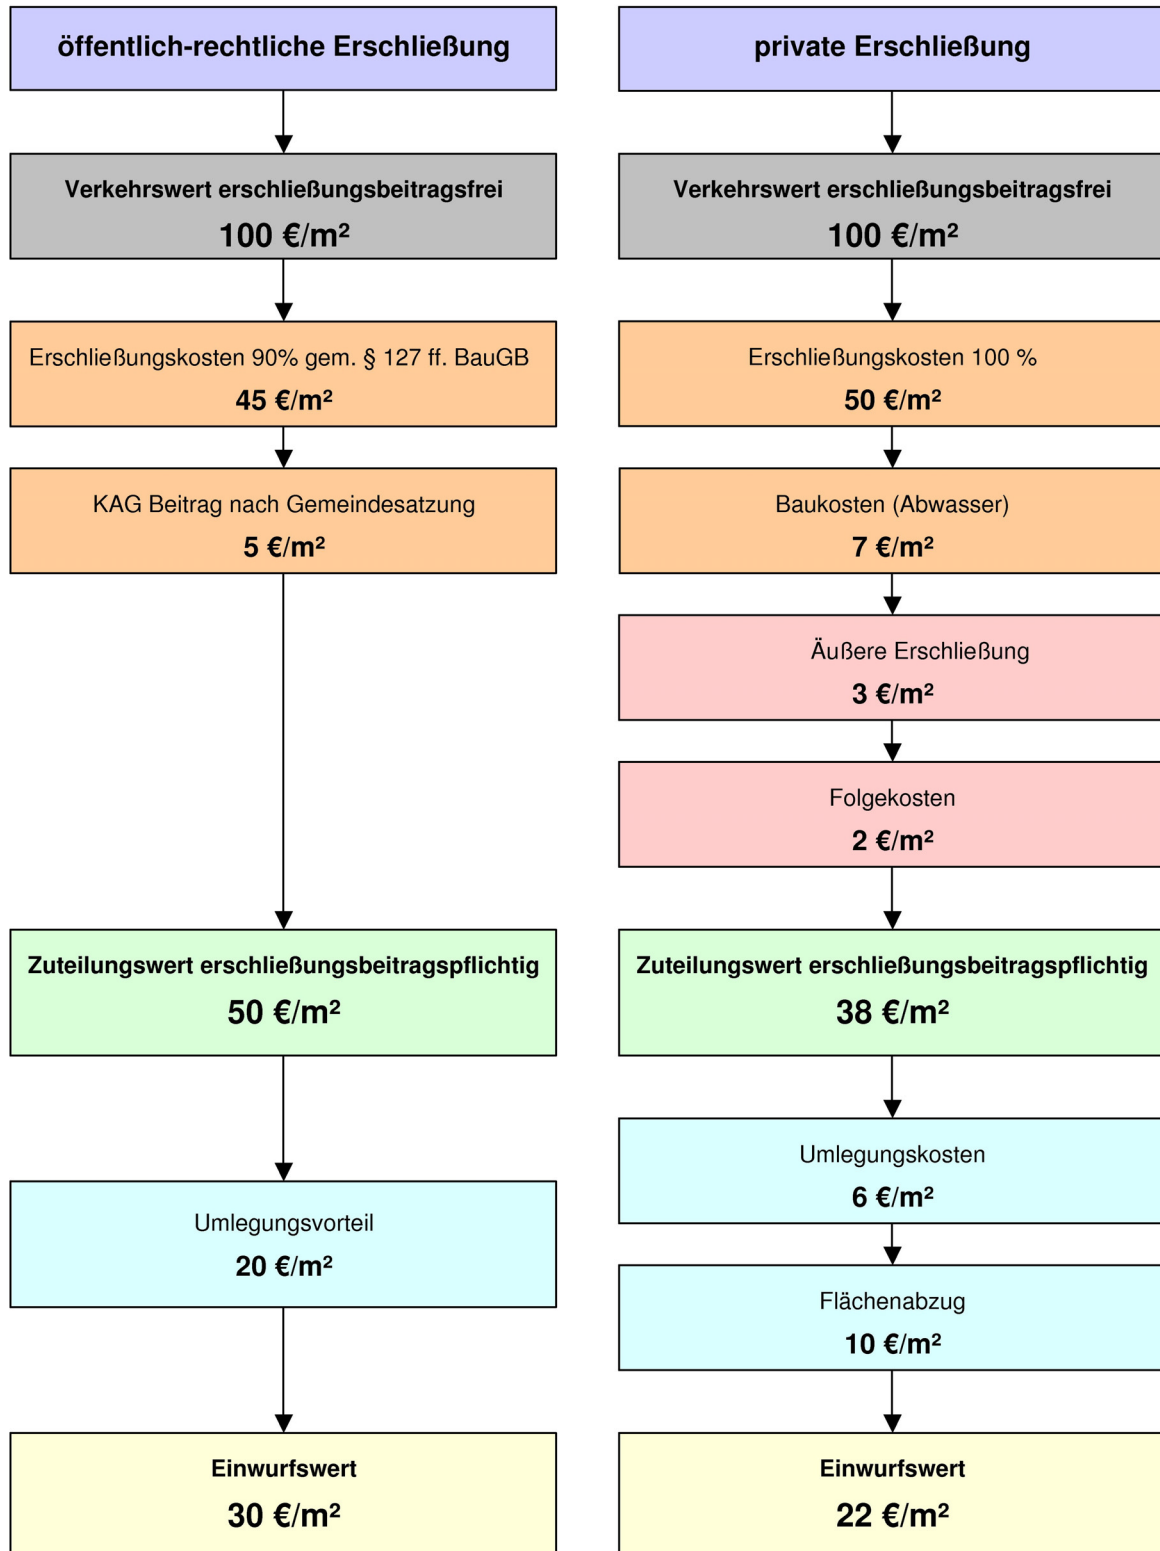 öffentlich-rechtliche Erschließung
Verkehrswert erschließungsbeitragsfrei
100 €/m²
Erschließungskosten 90% gem. § 127 ff. BauGB
45 €/m²
KAG Beitrag nach Gemeindesatzung
5 €/m²
Zuteilungswert erschließungsbeitragspflichtig
50 €/m²
Umlegungsvorteil
20 €/m²
Einwurfswert
30 €/m²
private Erschließung
Verkehrswert erschließungsbeitragsfrei
100 €/m²
Erschließungskosten 100 %
50 €/m²
Baukosten (Abwasser)
7 €/m²
Äußere Erschließung
3 €/m²
Folgekosten
2 €/m²
Zuteilungswert erschließungsbeitragspflichtig
38 €/m²
Umlegungskosten
6 €/m²
Flächenabzug
10 €/m²
Einwurfswert
22 €/m²